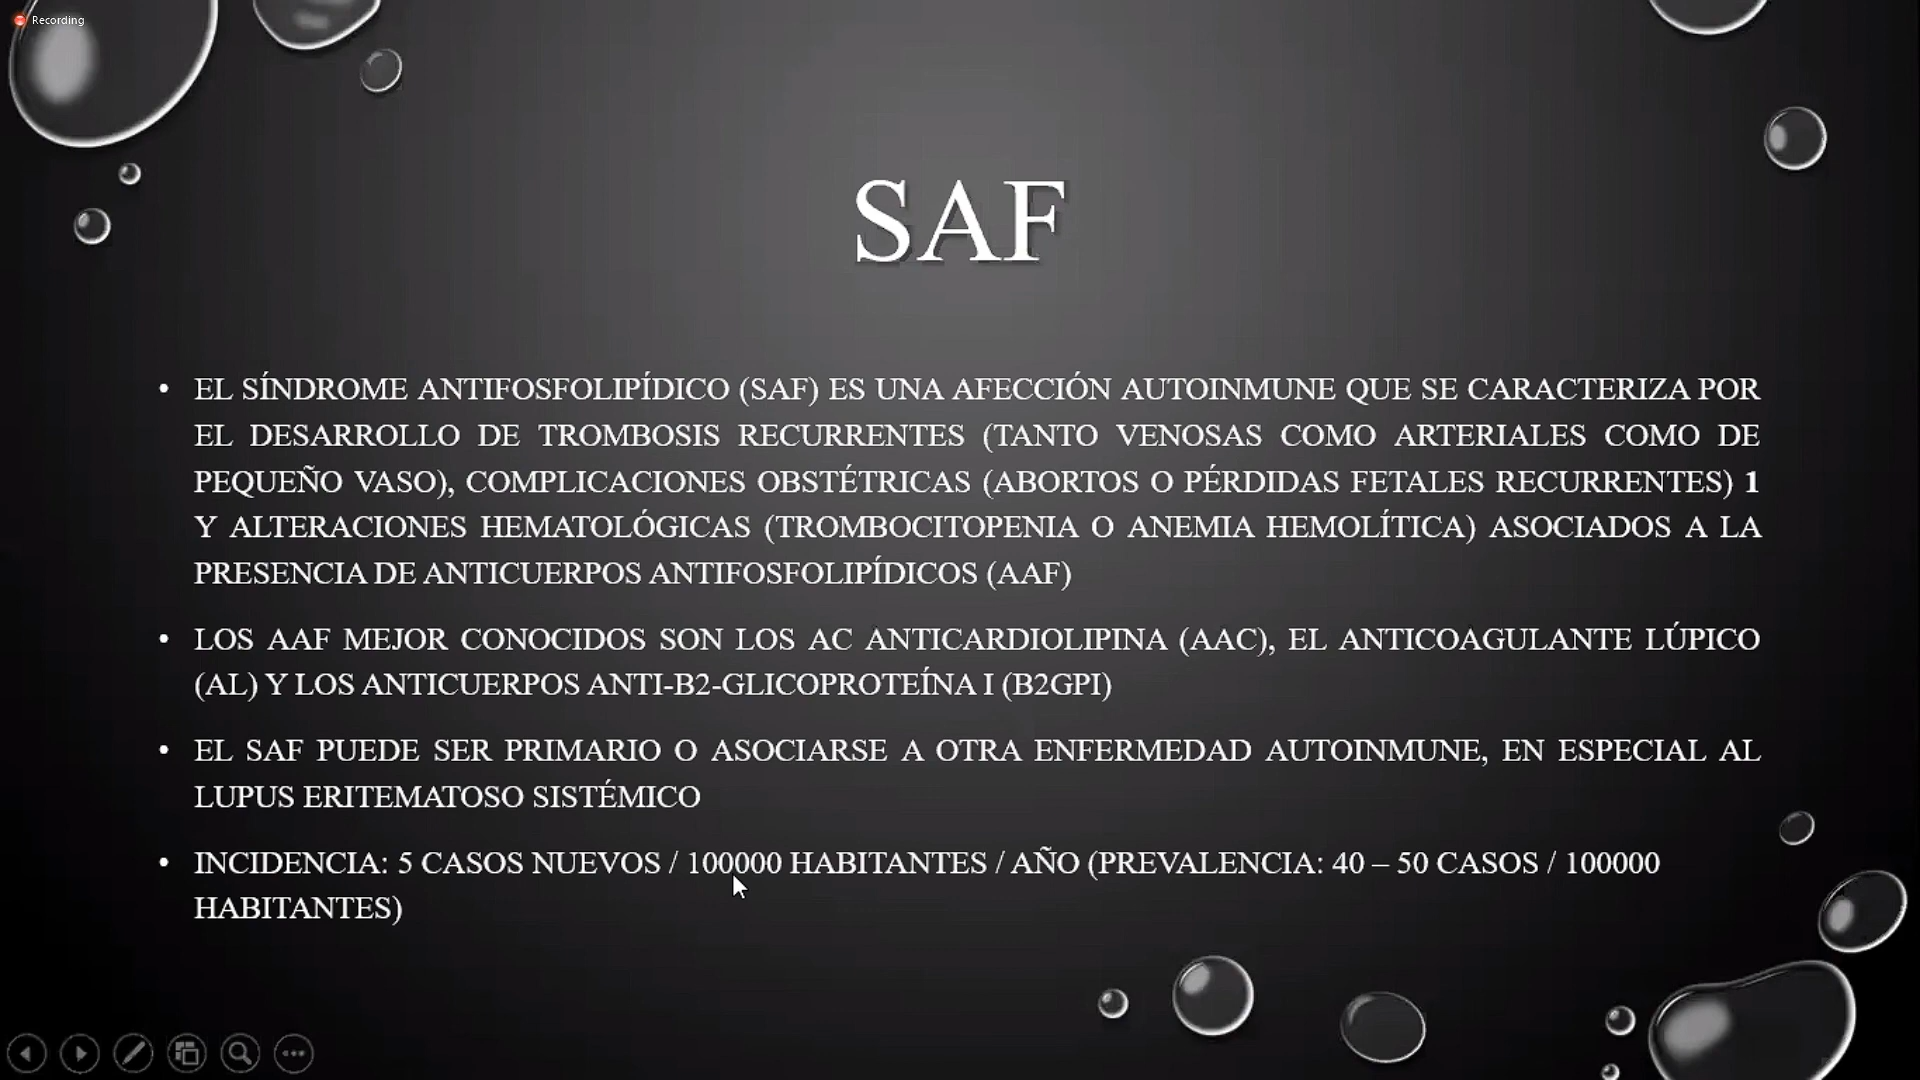 Recording
SAF
• EL SÍNDROME ANTIFOSFOLIPÍDICO (SAF) ES UNA AFECCIÓN AUTOINMUNE QUE SE CARACTERIZA POR
EL DESARROLLO DE TROMBOSIS RECURRENTES (TANTO VENOSAS COMO ARTERIALES COMO DE
PEQUEÑO VASO), COMPLICACIONES OBSTÉTRICAS (ABORTOS O PÉRDIDAS FETALES RECURRENTES) 1
Y ALTERACIONES HEMATOLÓGICAS (TROMBOCITOPENIA O ANEMIA HEMOLÍTICA) ASOCIADOS A LA
PRESENCIA DE ANTICUERPOS ANTIFOSFOLIPÍDICOS (AAF)
• LOS AAF MEJOR CONOCIDOS SON LOS AC ANTICARDIOLIPINA (AAC), EL ANTICOAGULANTE LÚPICO
(AL) Y LOS ANTICUERPOS ANTI-B2-GLICOPROTEÍNA I (B2GPI)
• EL SAF PUEDE SER PRIMARIO O ASOCIARSE A OTRA ENFERMEDAD AUTOINMUNE, EN ESPECIAL AL
LUPUS ERITEMATOSO SISTÉMICO
• INCIDENCIA: 5 CASOS NUEVOS / 100000 HABITANTES / AÑO (PREVALENCIA: 40 – 50 CASOS / 100000
HABITANTES)